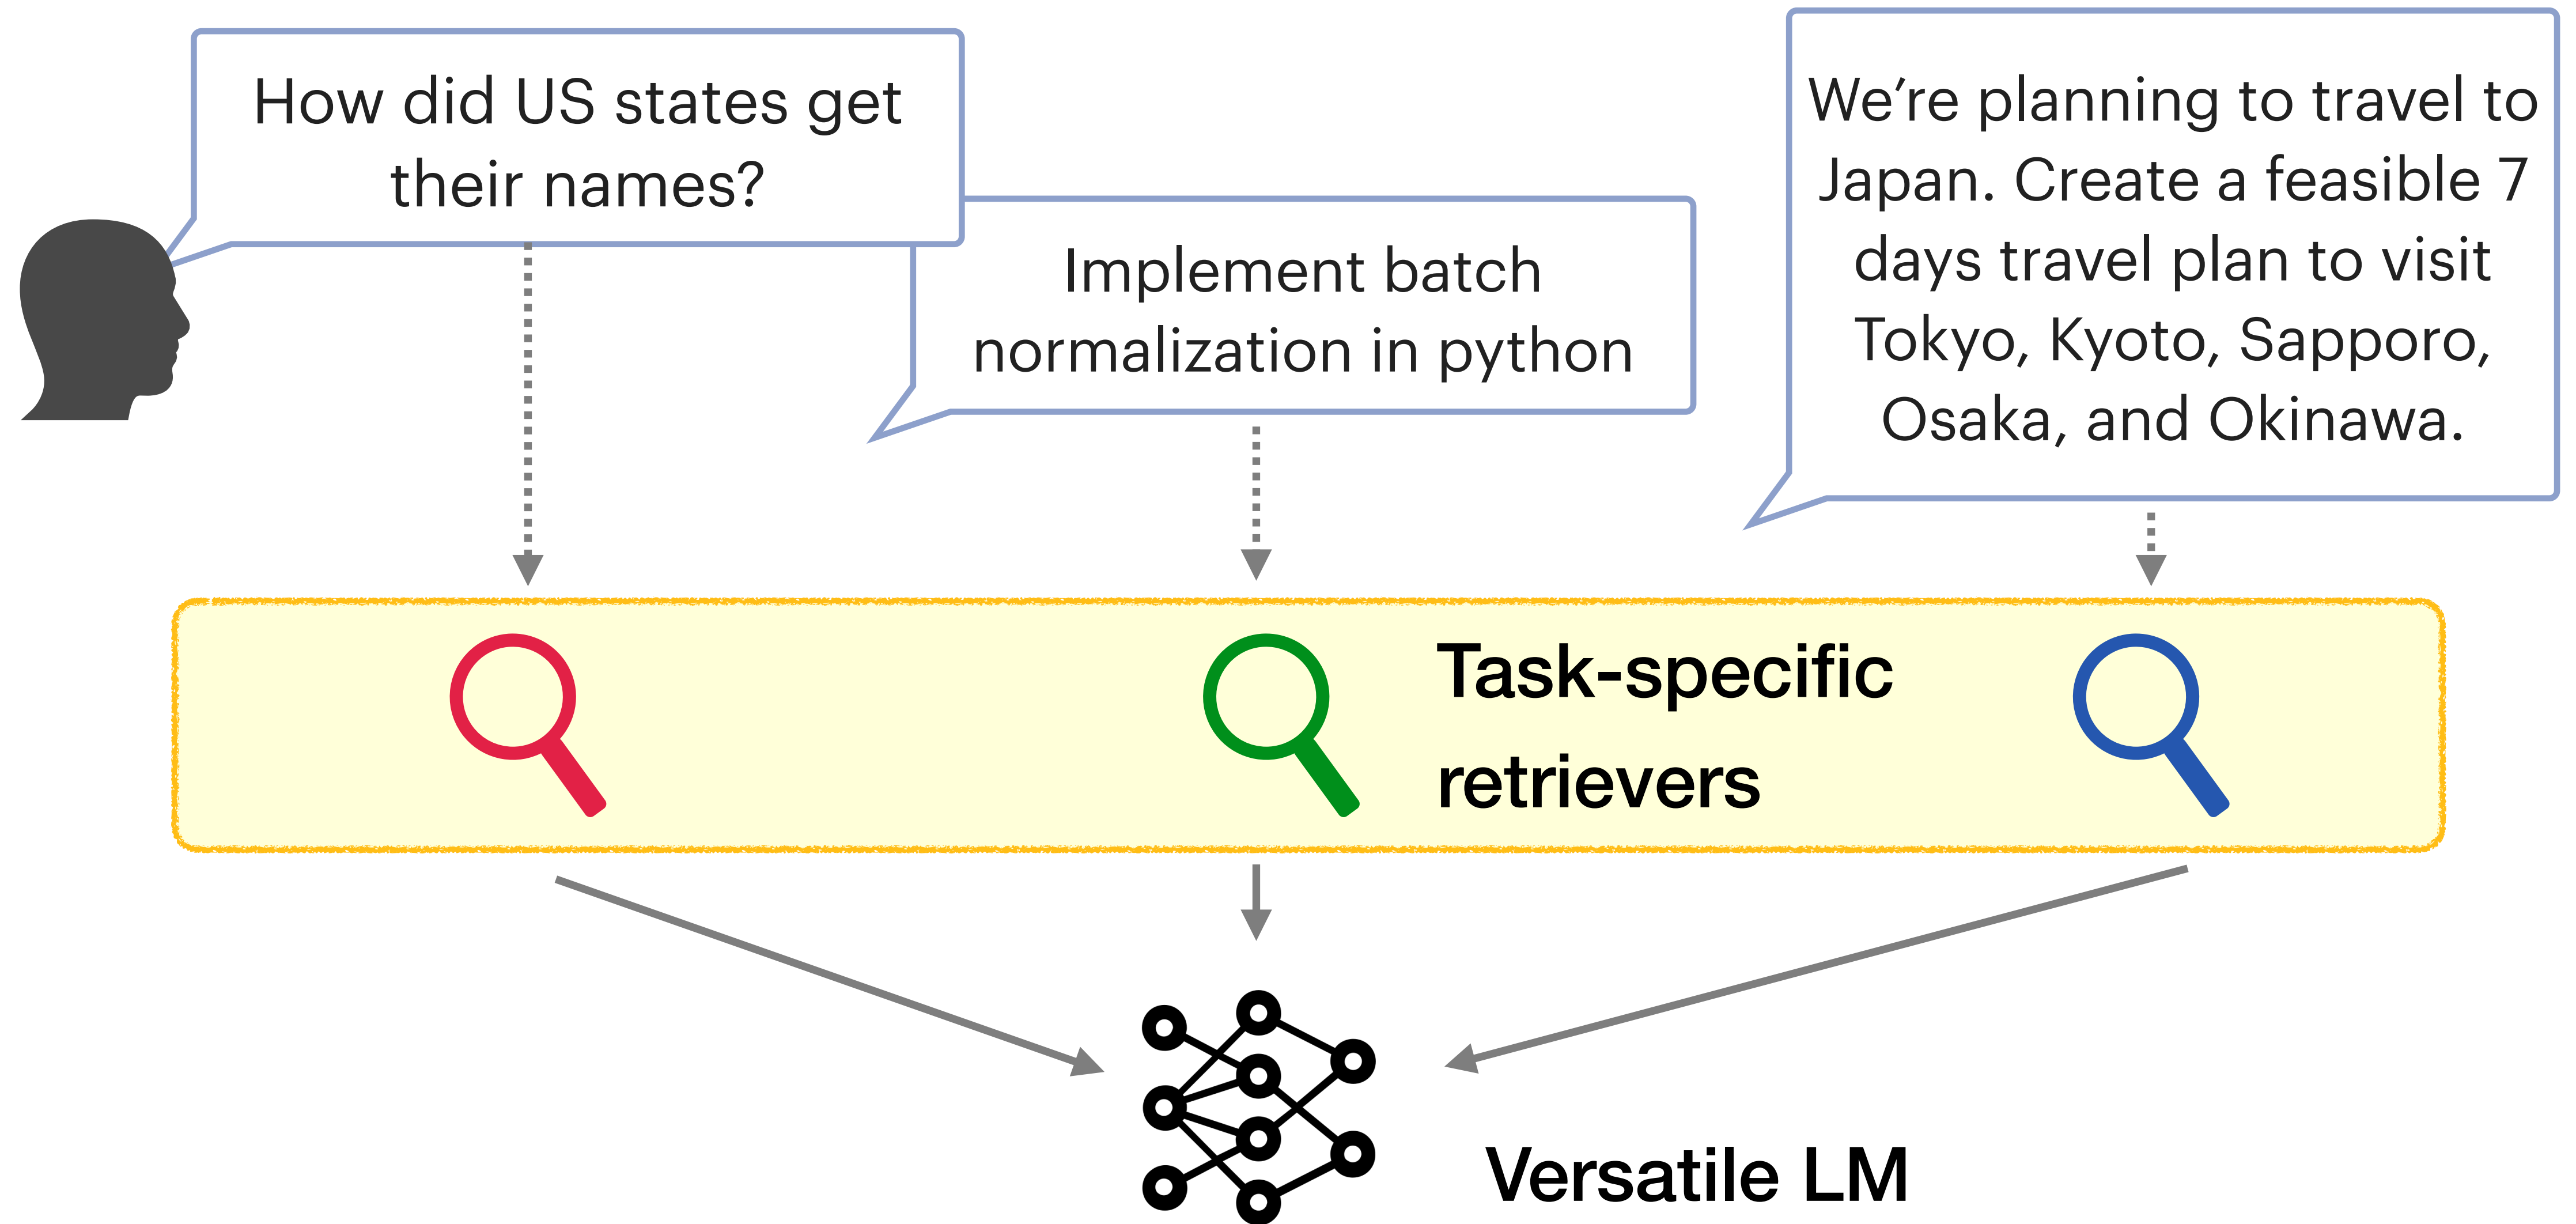 How did US states get
their names?
Implement batch
normalization in python
We’re planning to travel to
Japan. Create a feasible 7
days travel plan to visit
Tokyo, Kyoto, Sapporo,
Osaka, and Okinawa.
Task-specific
retrievers
Versatile LM